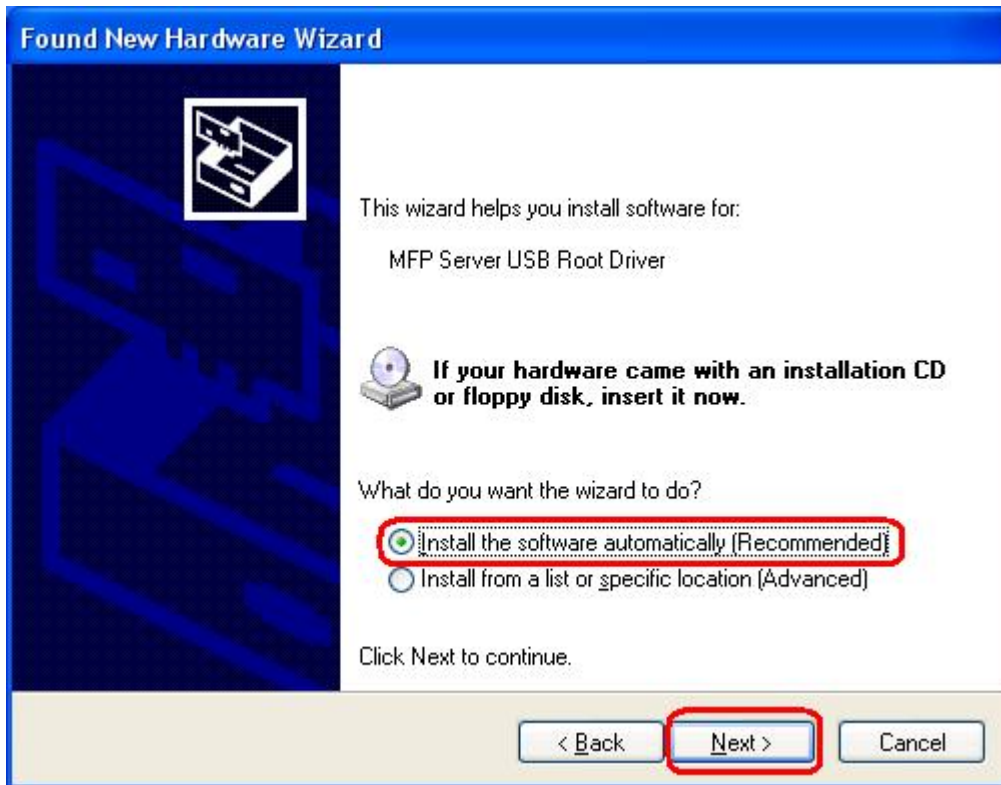 Found New Hardware Wizard
This wizard helps you install software for:
MFP Server USB Root Driver
If your hardware came with an installation CD
or floppy disk, insert it now.
What do you want the wizard to do?
Install the software automatically (Recommended)
Install from a list or specific location (Advanced)
Click Next to continue.
< Back
Next >
Cancel